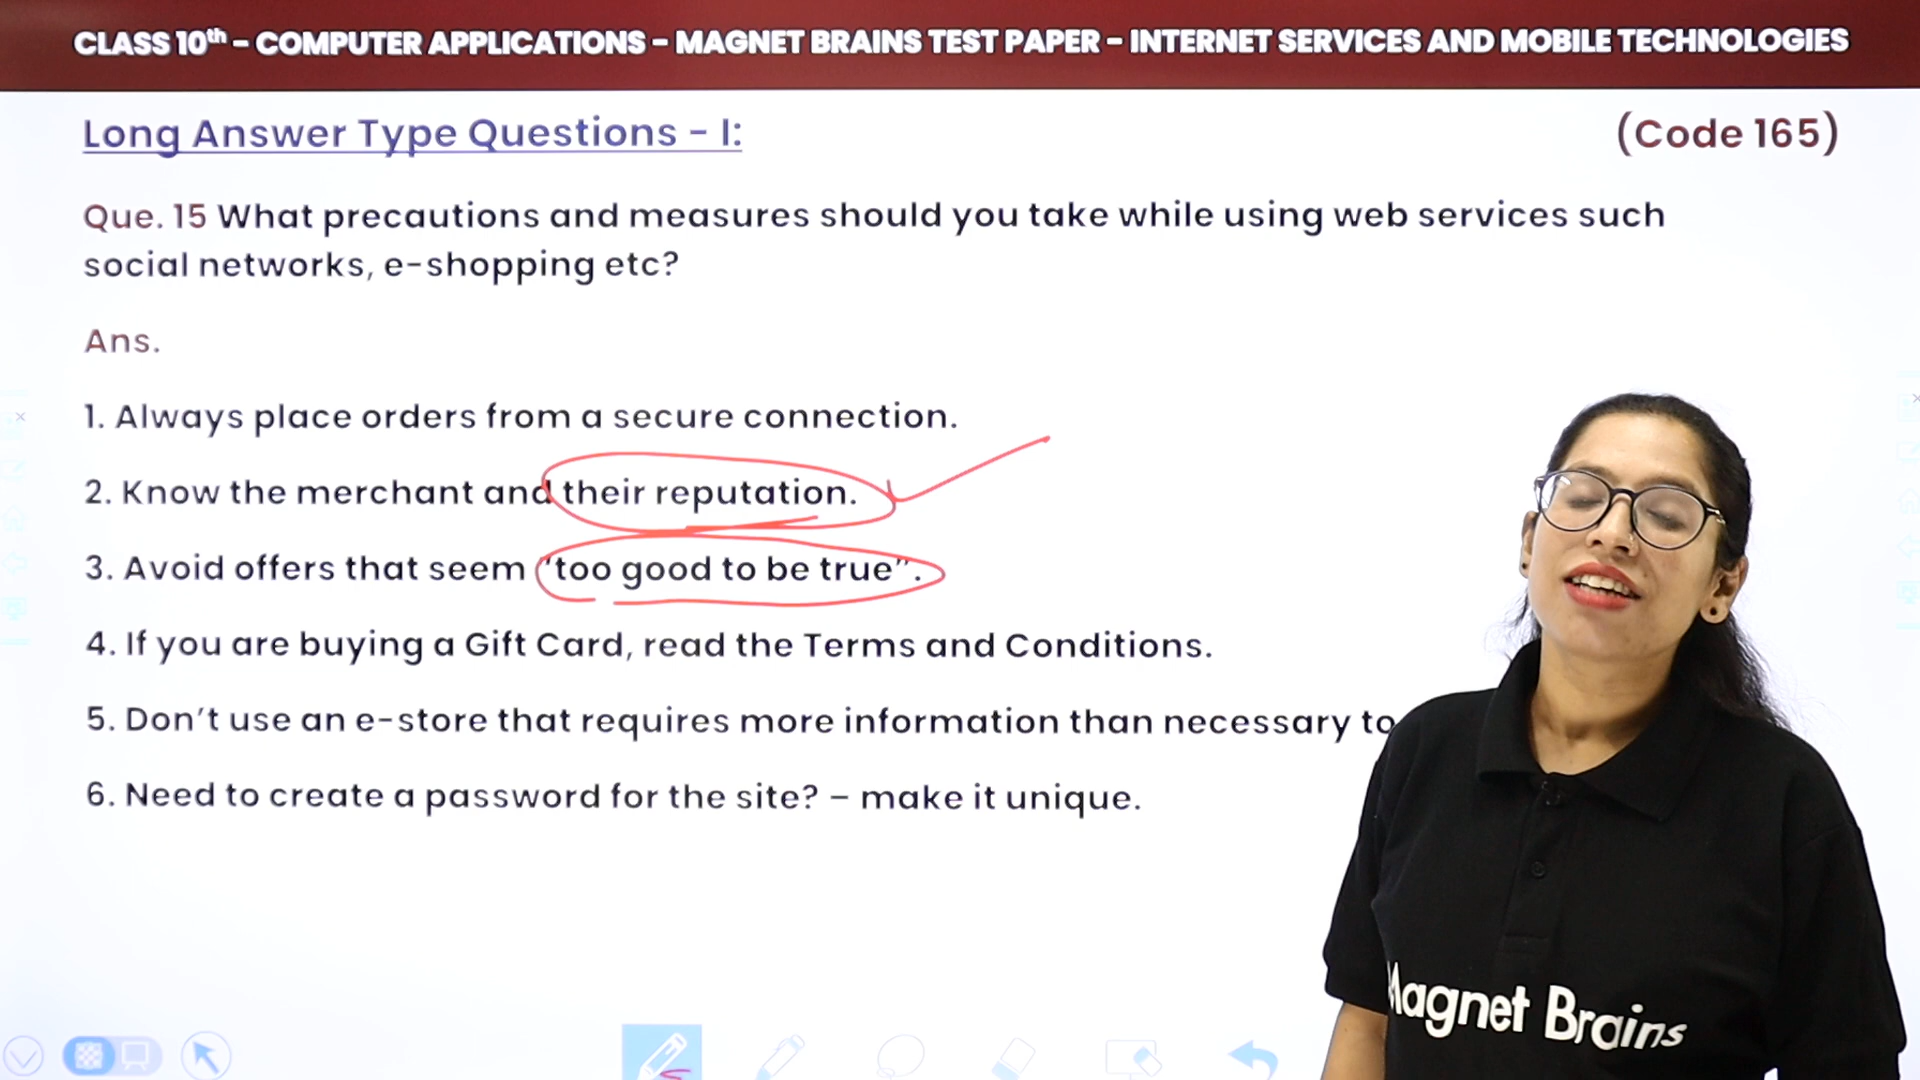 CLASS 10th – COMPUTER APPLICATIONS – MAGNET BRAINS TEST PAPER – INTERNET SERVICES AND MOBILE TECHNOLOGIES
Long Answer Type Questions – I:
(Code 165)
Que. 15 What precautions and measures should you take while using web services such
social networks, e-shopping etc?
Ans.
1. Always place orders from a secure connection.
2. Know the merchant and their reputation.
3. Avoid offers that seem “too good to be true”.
4. If you are buying a Gift Card, read the Terms and Conditions.
5. Don’t use an e-store that requires more information than necessary to
6. Need to create a password for the site? – make it unique.
Magnet Brains